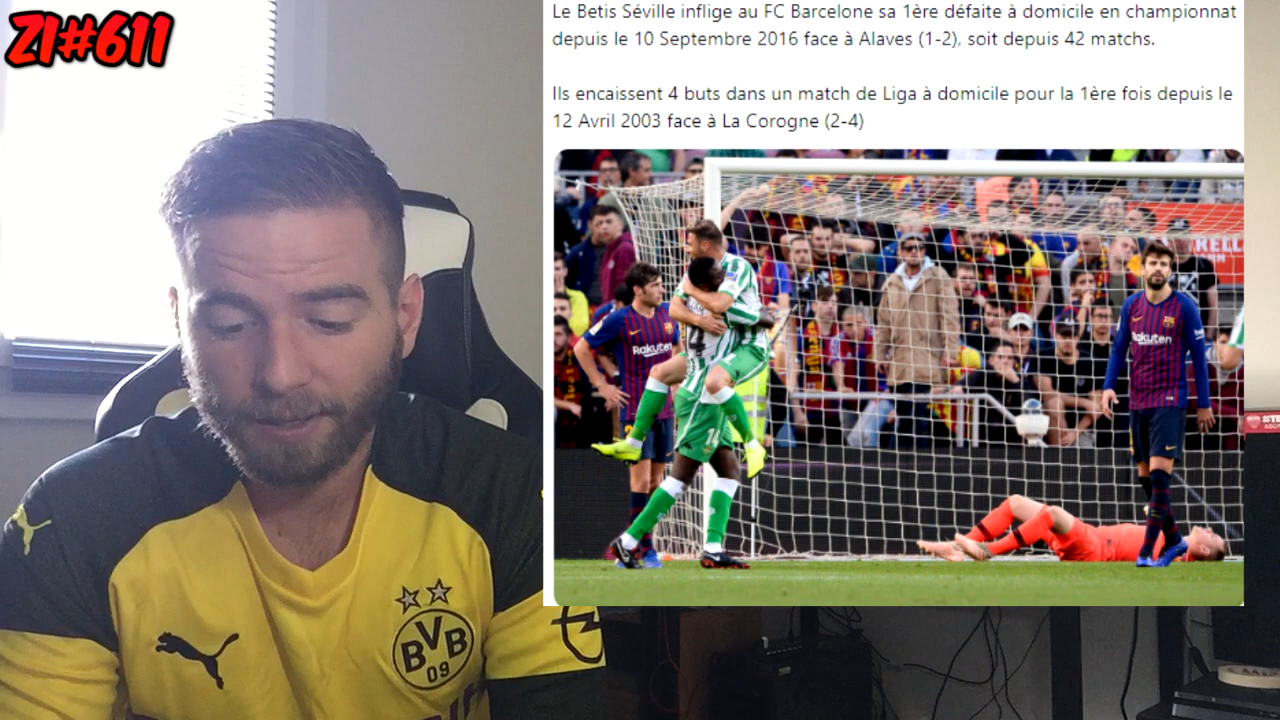 ZI#611
Le Betis Séville inflige au FC Barcelone sa 1ère défaite à domicile en championnat
depuis le 10 Septembre 2016 face à Alaves (1-2), soit depuis 42 matchs.
Ils encaissent 4 buts dans un match de Liga à domicile pour la 1ère fois depuis le
12 Avril 2003 face à La Corogne (2-4)
Rakuten
Rakuten
BVB
09